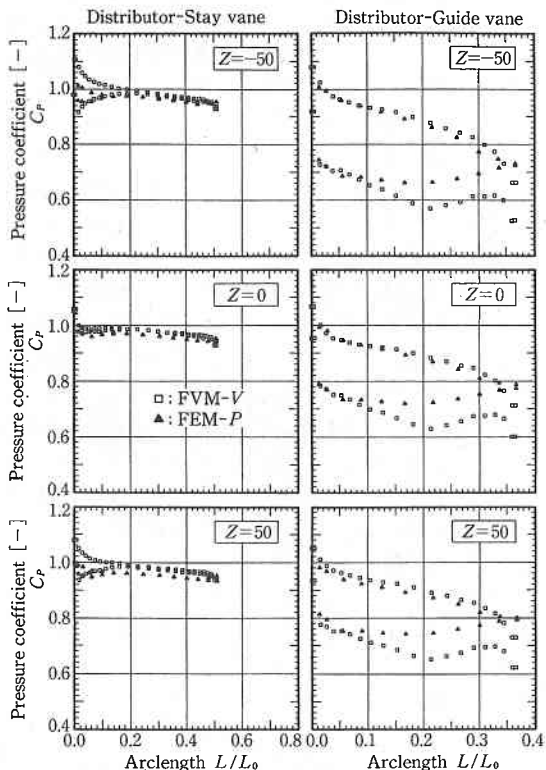 Distributor-Stay vane
Distributor-Guide vane
Pressure coefficient [-]
C_P
1.2
1.0
0.8
0.6
0.4
Z=-50
Z=-50
Pressure coefficient [-]
C_P
1.2
1.0
0.8
0.6
0.4
Z=0
□ : FVM-V
▲ : FEM-P
Z=0
Pressure coefficient [-]
C_P
1.2
1.0
0.8
0.6
0.4
Z=50
Z=50
0.0 0.2 0.4 0.6 0.8
0.0 0.1 0.2 0.3 0.4
Arclength L/L₀
Arclength L/L₀